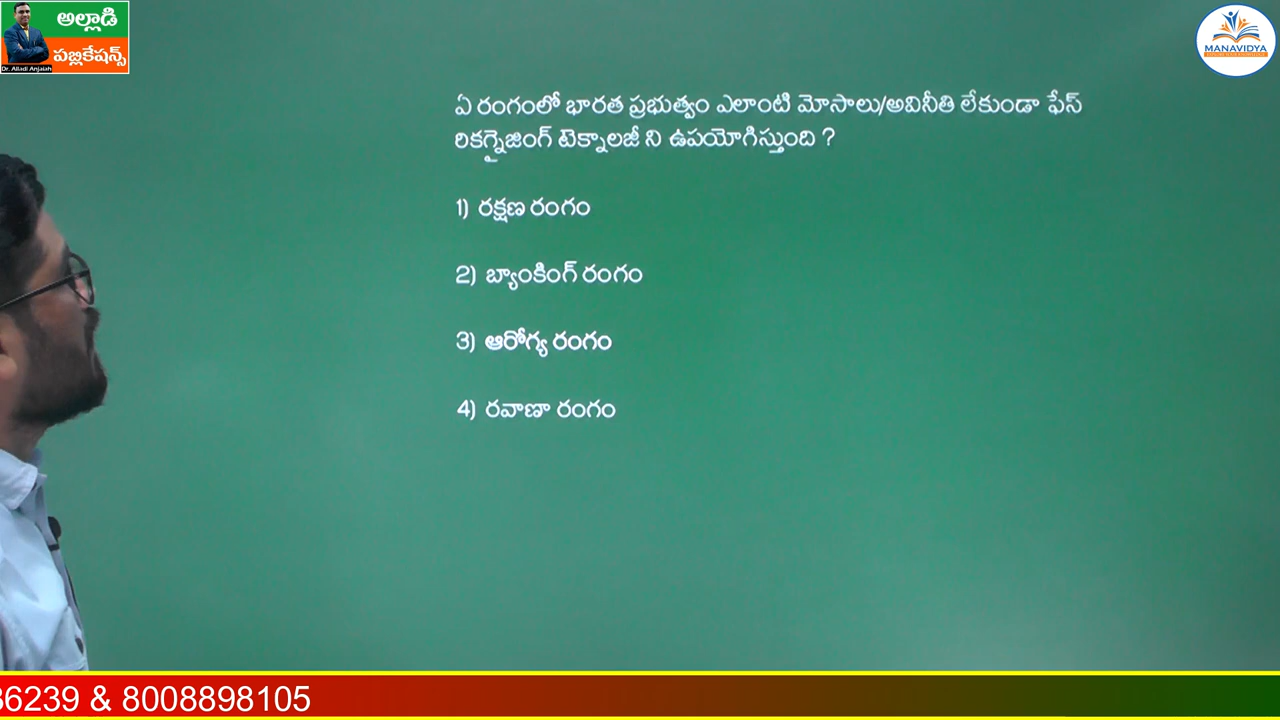 అల్లాడి
పబ్లికేషన్స్
Dr. Alladi Anjaiah
MANAVIDYA
ఏ రంగంలో భారత ప్రభుత్వం ఎలాంటి మోసాలు/అవినీతి లేకుండా ఫేస్
రికగ్నైజింగ్ టెక్నాలజీ ని ఉపయోగిస్తుంది ?
1) రక్షణ రంగం
2) బ్యాంకింగ్ రంగం
3) ఆరోగ్య రంగం
4) రవాణా రంగం
36239 & 8008898105